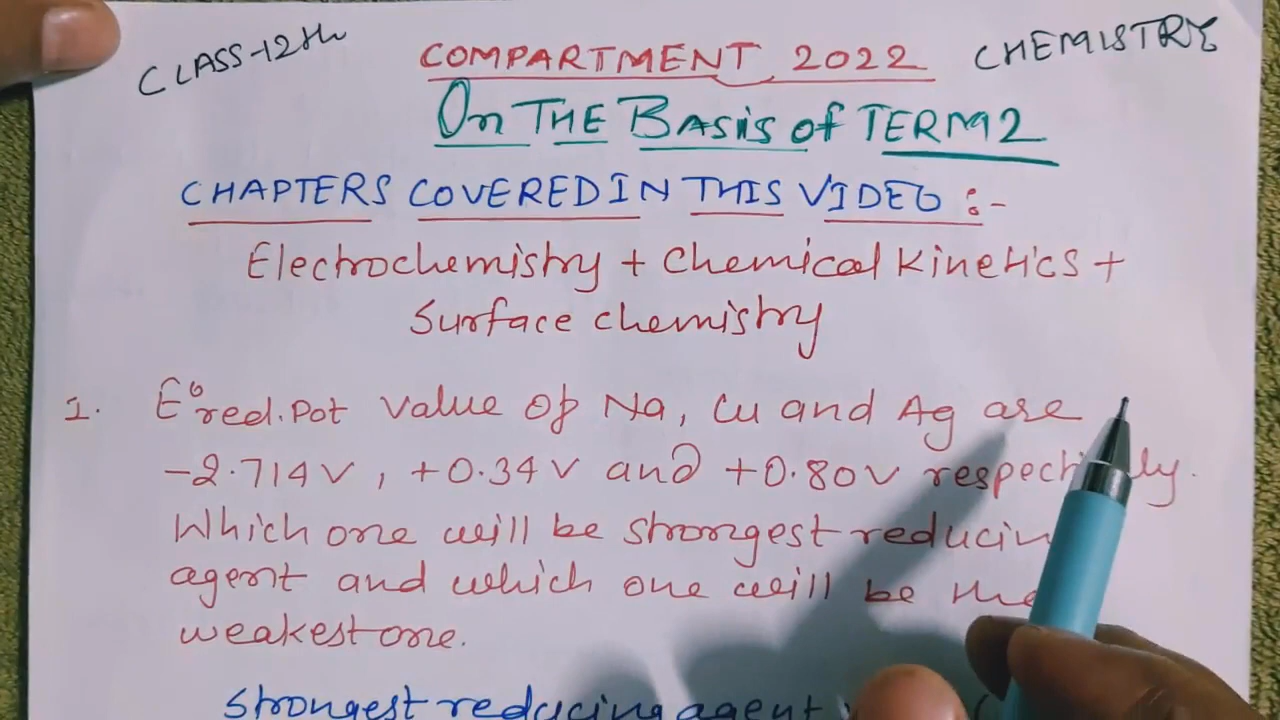 CLASS-12th
COMPARTMENT 2022
CHEMISTRY
On THE BASiS of TERM2
CHAPTERS COVERED IN THIS VIDEO :-
Electrochemistry + Chemical Kinetics +
Surface chemistry
1. E°red.Pot Value of Na, Cu and Ag are
-2.714V, +0.34V and +0.80V respectively.
Which one will be strongest reducin
agent and which one will be the
weakest one.
Strongest reducing agent